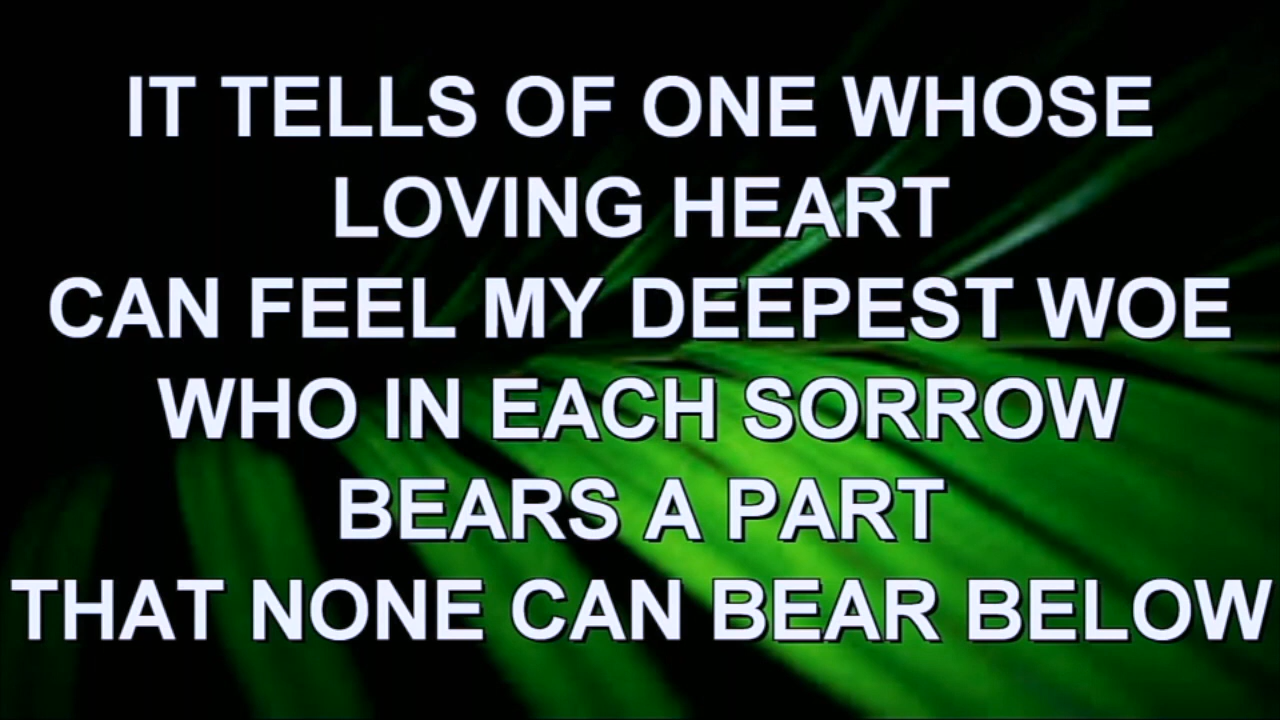 IT TELLS OF ONE WHOSE
LOVING HEART
CAN FEEL MY DEEPEST WOE
WHO IN EACH SORROW
BEARS A PART
THAT NONE CAN BEAR BELOW